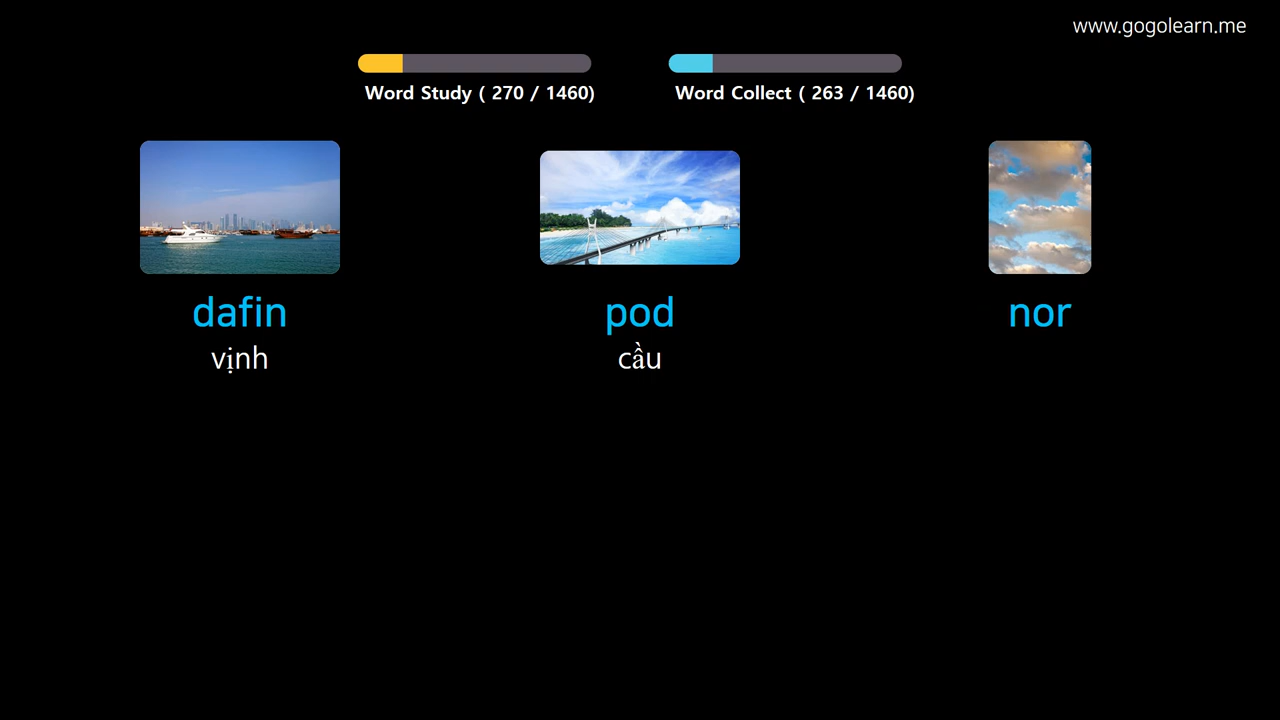 www.gogolearn.me
Word Study ( 270 / 1460)
Word Collect ( 263 / 1460)
dafin
vịnh
pod
cầu
nor